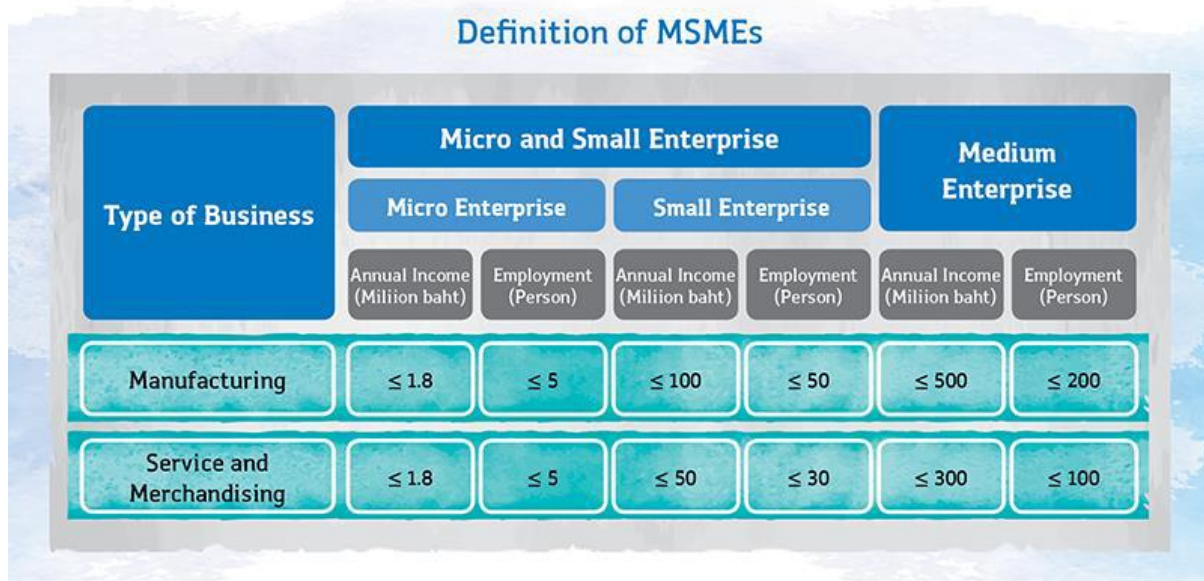 Definition of MSMEs
Type of Business
Micro and Small Enterprise
Medium
Enterprise
Micro Enterprise
Small Enterprise
Annual Income
(Miliion baht)
Employment
(Person)
Annual Income
(Miliion baht)
Employment
(Person)
Annual Income
(Miliion baht)
Employment
(Person)
Manufacturing
≤ 1.8
≤ 5
≤ 100
≤ 50
≤ 500
≤ 200
Service and
Merchandising
≤ 1.8
≤ 5
≤ 50
≤ 30
≤ 300
≤ 100